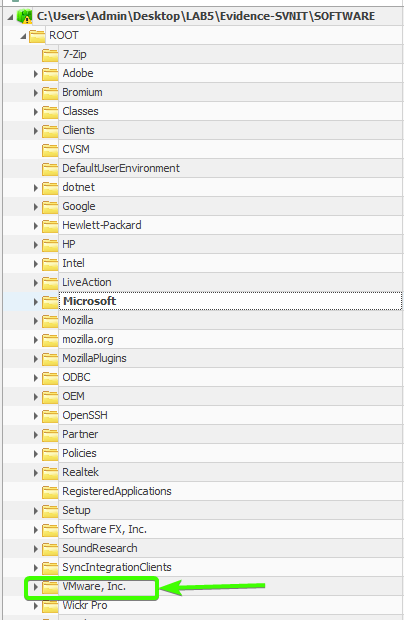 C:\Users\Admin\Desktop\LAB5\Evidence-SVNIT\SOFTWARE
ROOT
7-Zip
Adobe
Bromium
Classes
Clients
CVSM
DefaultUserEnvironment
dotnet
Google
Hewlett-Packard
HP
Intel
LiveAction
Microsoft
Mozilla
mozilla.org
MozillaPlugins
ODBC
OEM
OpenSSH
Partner
Policies
Realtek
RegisteredApplications
Setup
Software FX, Inc.
SoundResearch
SyncIntegrationClients
VMware, Inc.
Wickr Pro